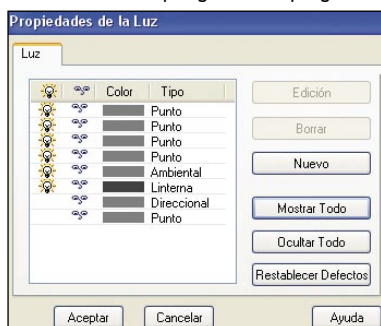 Propiedades de la Luz
Luz
Color Tipo
Punto
Punto
Punto
Punto
Ambiental
Linterna
Direccional
Punto
Edición
Borrar
Nuevo
Mostrar Todo
Ocultar Todo
Restablecer Defectos
Aceptar Cancelar Ayuda